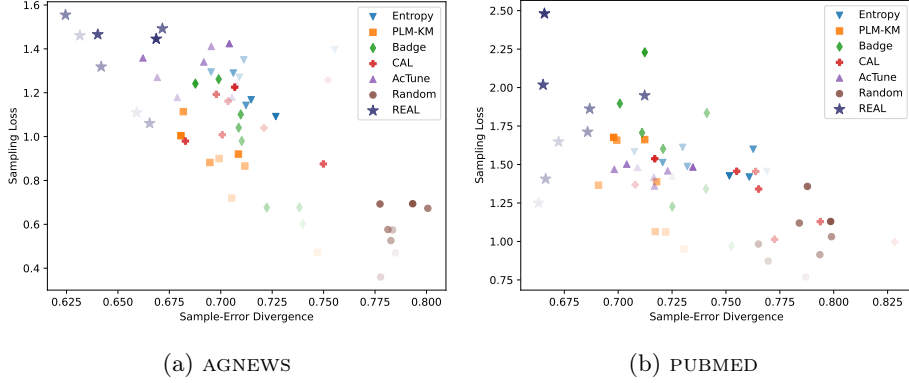 1.6
1.4
1.2
1.0
0.8
0.6
0.4
Sampling Loss
0.625 0.650 0.675 0.700 0.725 0.750 0.775 0.800
Sample-Error Divergence
Entropy
PLM-KM
Badge
CAL
AcTune
Random
REAL
(a) AGNEWS
2.50
2.25
2.00
1.75
1.50
1.25
1.00
0.75
Sampling Loss
0.675 0.700 0.725 0.750 0.775 0.800 0.825
Sample-Error Divergence
Entropy
PLM-KM
Badge
CAL
AcTune
Random
REAL
(b) PUBMED